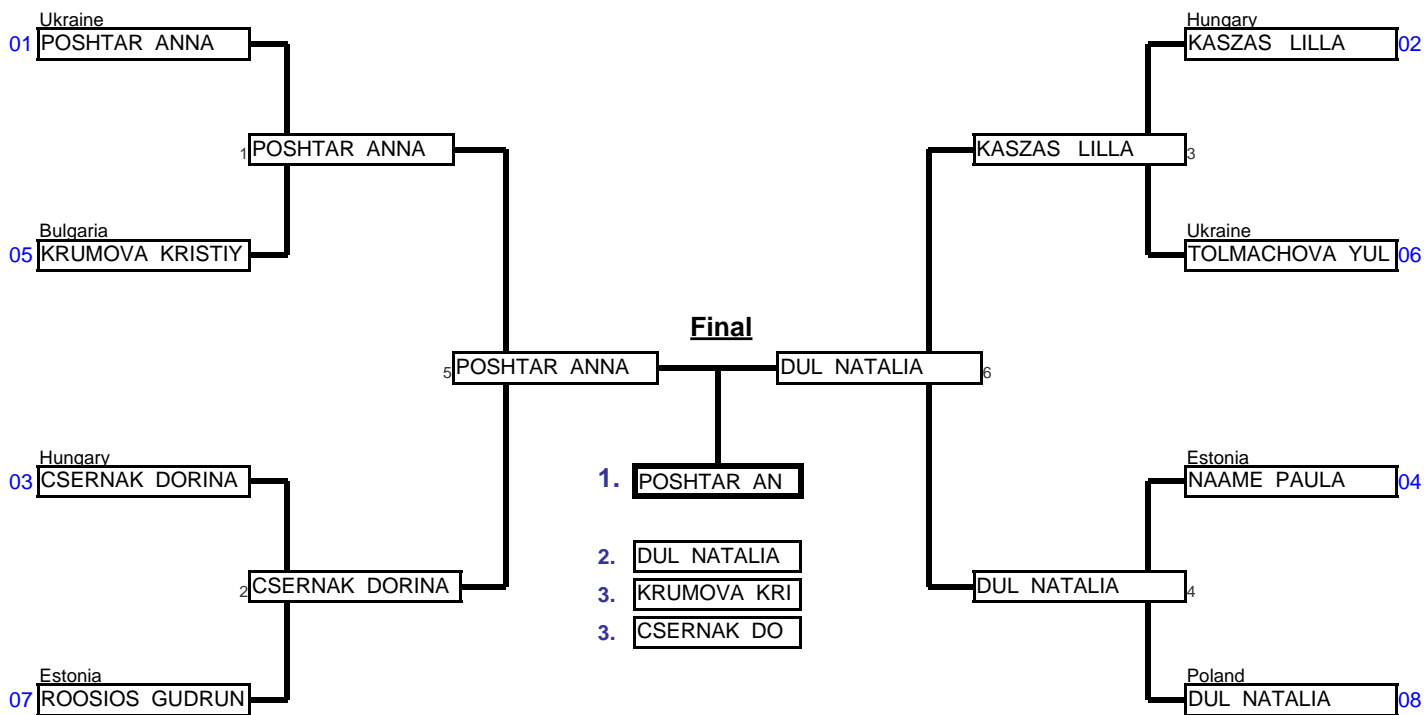 Ukraine
01 POSHTAR ANNA
Hungary
KASZAS LILLA 02
1 POSHTAR ANNA
KASZAS LILLA 3
Bulgaria
05 KRUMOVA KRISTIY
Ukraine
TOLMACHOVA YUL 06
Final
5 POSHTAR ANNA
DUL NATALIA 6
Hungary
03 CSERNAK DORINA
1. POSHTAR AN
Estonia
NAAME PAULA 04
2. DUL NATALIA
2 CSERNAK DORINA
3. KRUMOVA KRI
DUL NATALIA 4
3. CSERNAK DO
Estonia
07 ROOSIOS GUDRUN
Poland
DUL NATALIA 08